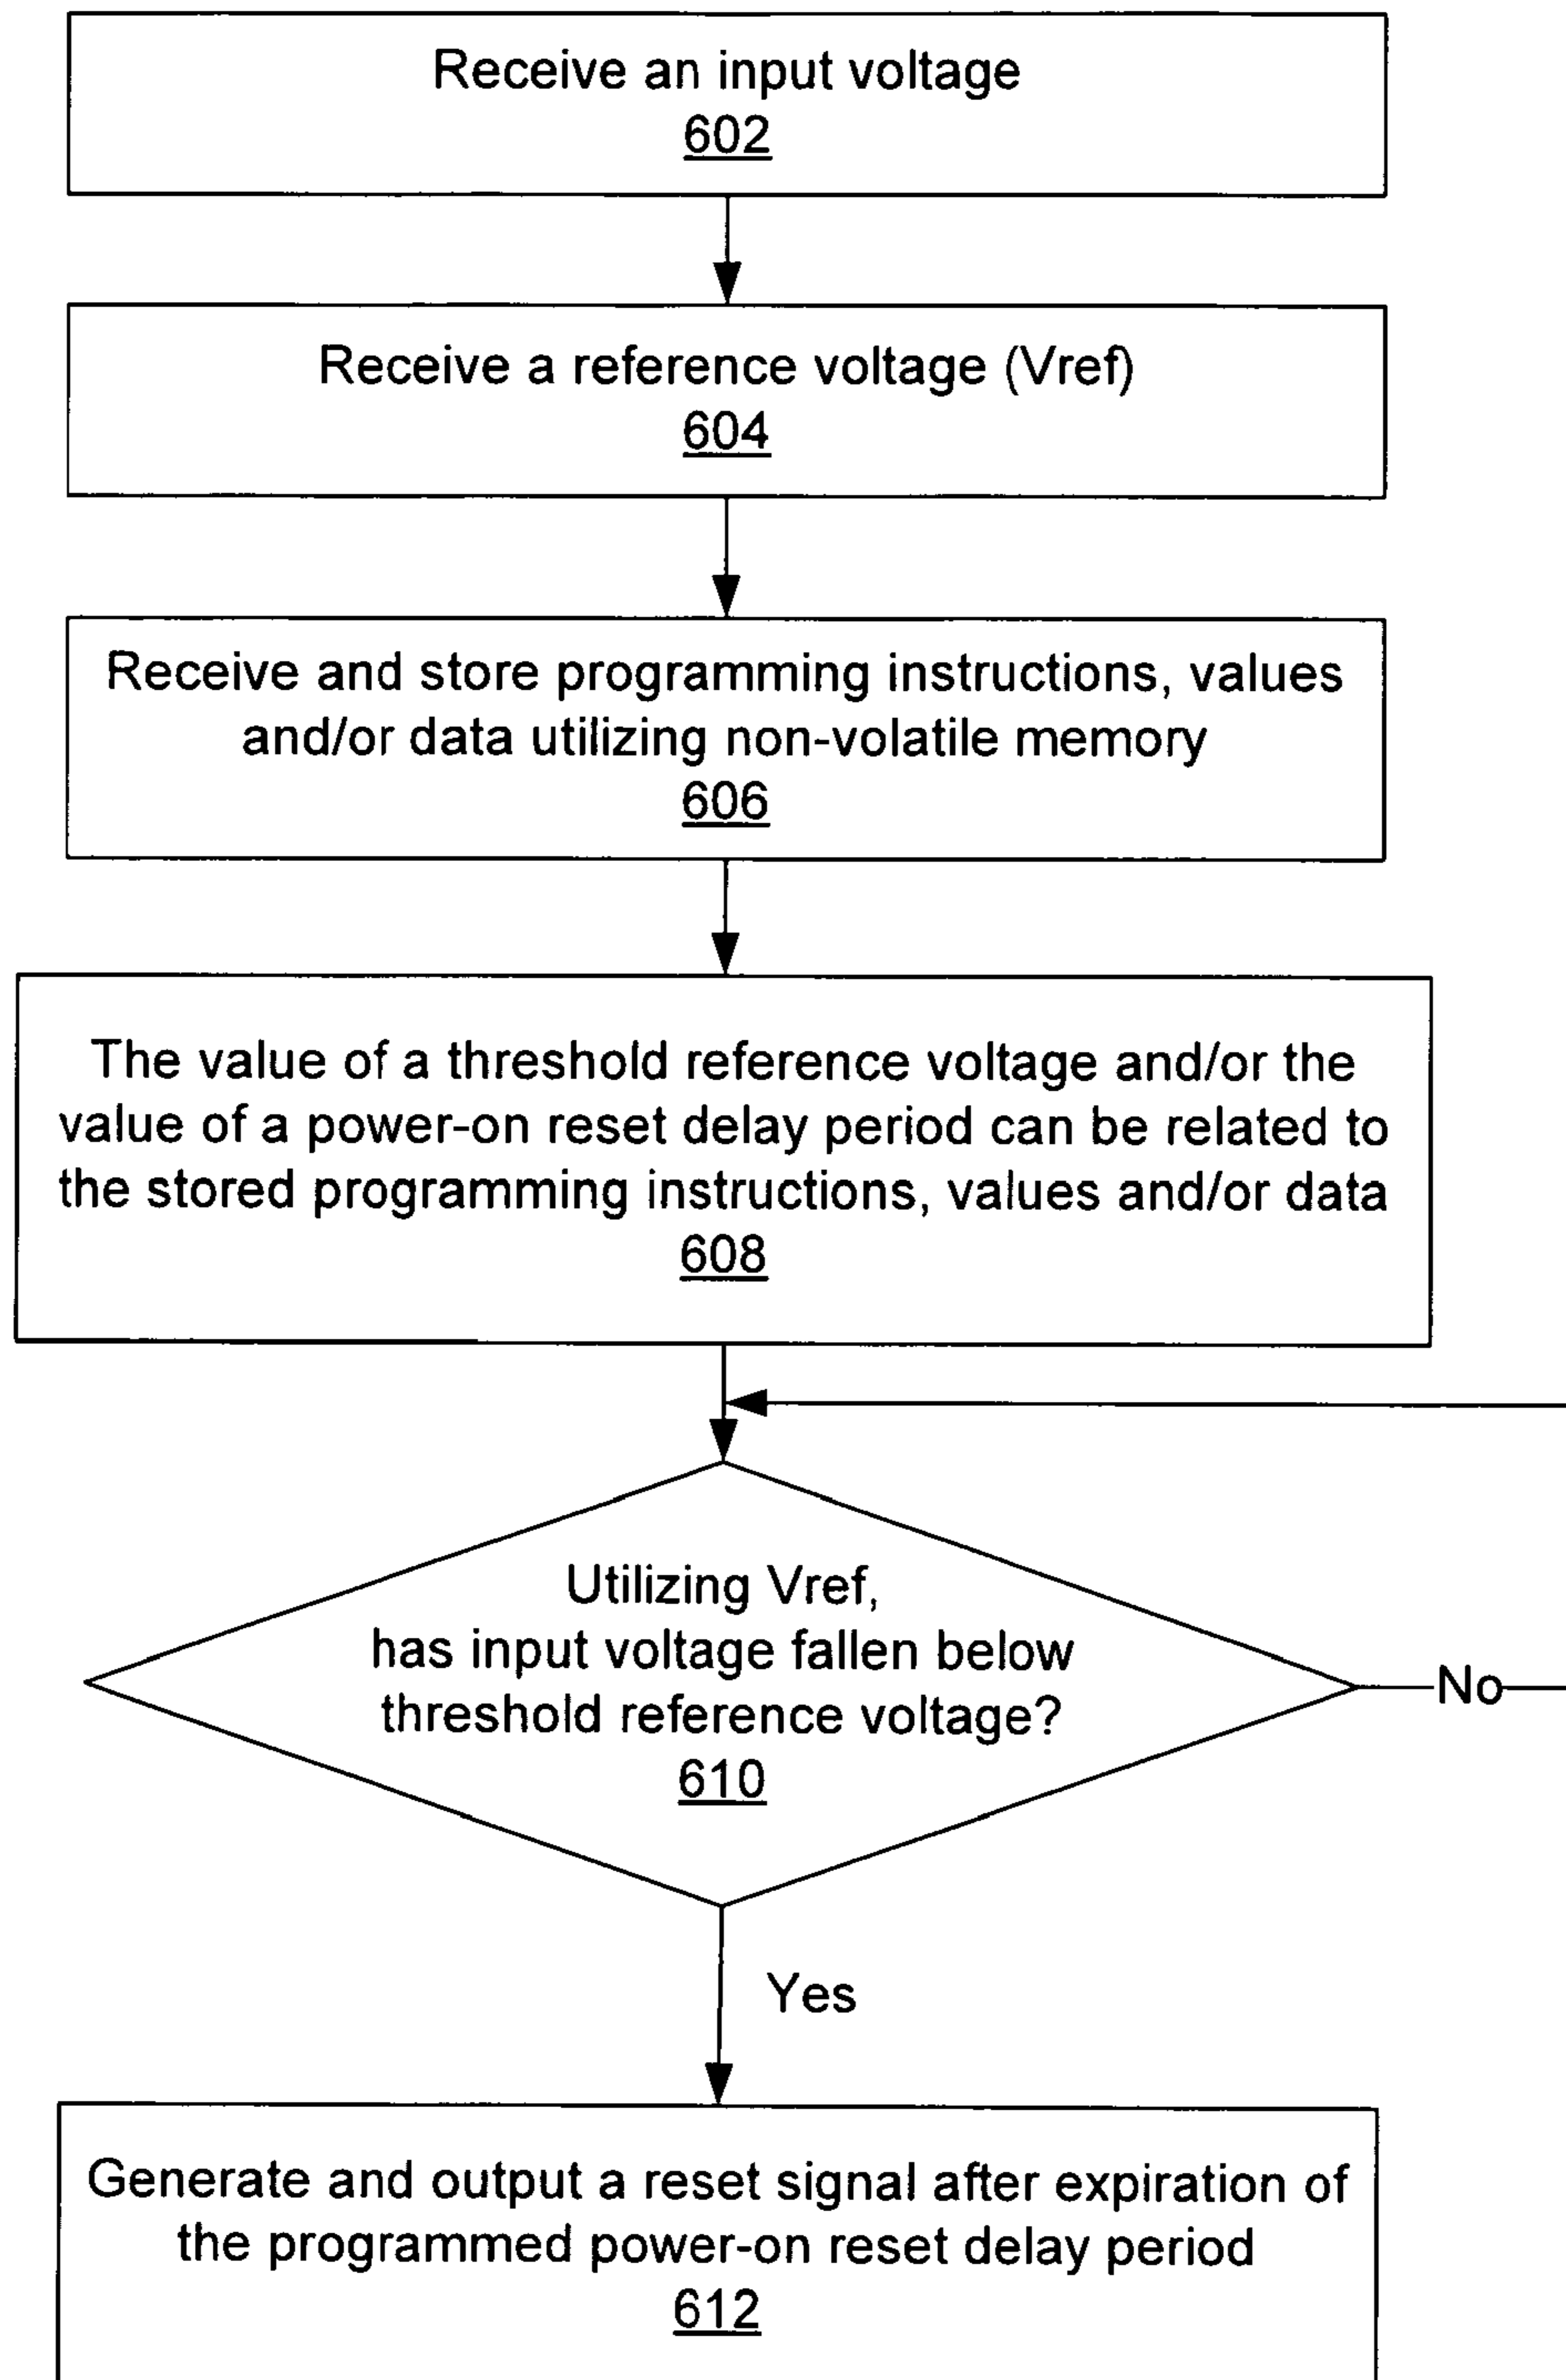 Receive an input voltage
602
Receive a reference voltage (Vref)
604
Receive and store programming instructions, values
and/or data utilizing non-volatile memory
606
The value of a threshold reference voltage and/or the
value of a power-on reset delay period can be related to
the stored programming instructions, values and/or data
608
Utilizing Vref,
has input voltage fallen below
threshold reference voltage?
610
No
Yes
Generate and output a reset signal after expiration of
the programmed power-on reset delay period
612